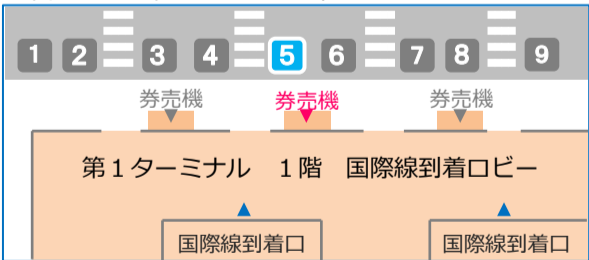 1 2 3 4 5 6 7 8 9
券売機 券売機 券売機
第1ターミナル 1階 国際線到着ロビー
国際線到着口 国際線到着口